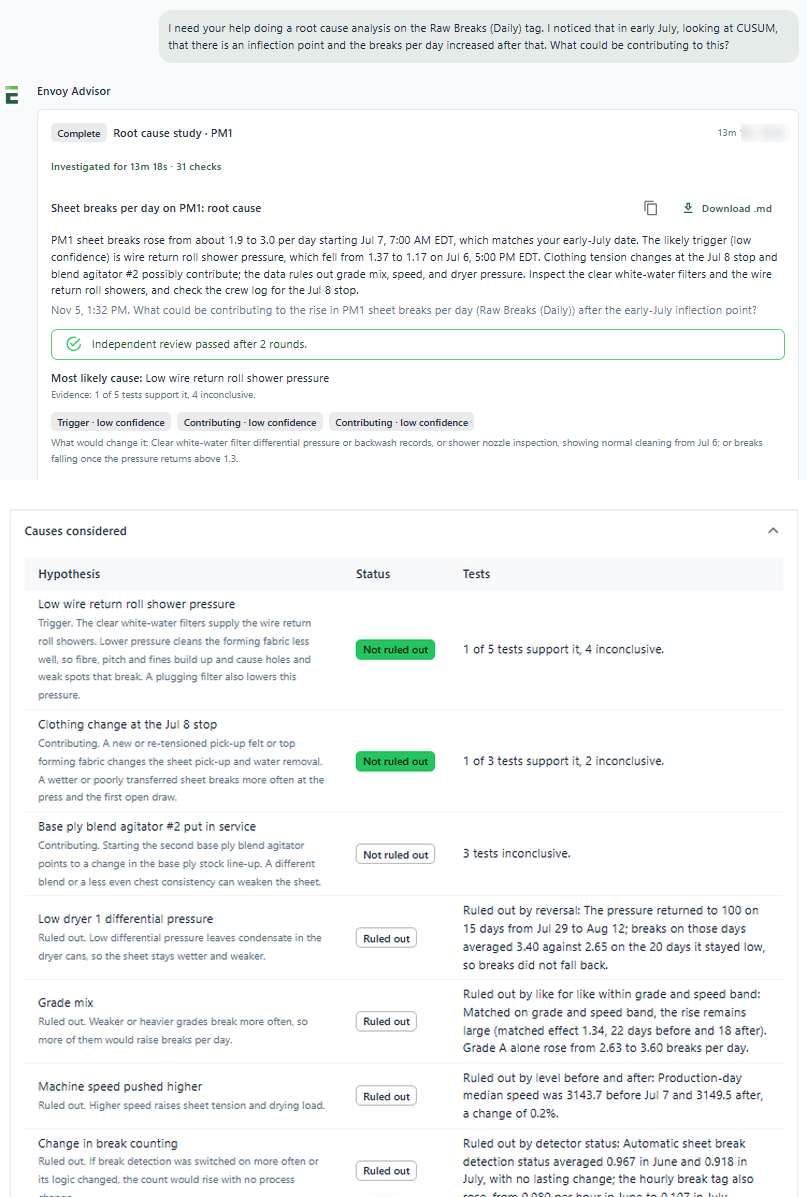 I need your help doing a root cause analysis on the Raw Breaks (Daily) tag. I noticed that in early July, looking at CUSUM,
that there is an inflection point and the breaks per day increased after that. What could be contributing to this?
Envoy Advisor
Complete Root cause study · PM1 13m
Investigated for 13m 18s · 31 checks
Sheet breaks per day on PM1: root cause Download .md
PM1 sheet breaks rose from about 1.9 to 3.0 per day starting Jul 7, 7:00 AM EDT, which matches your early-July date. The likely trigger (low
confidence) is wire return roll shower pressure, which fell from 1.37 to 1.17 on Jul 6, 5:00 PM EDT. Clothing tension changes at the Jul 8 stop and
blend agitator #2 possibly contribute; the data rules out grade mix, speed, and dryer pressure. Inspect the clear white-water filters and the wire
return roll showers, and check the crew log for the Jul 8 stop.
Nov 5, 1:32 PM. What could be contributing to the rise in PM1 sheet breaks per day (Raw Breaks (Daily)) after the early-July inflection point?
Independent review passed after 2 rounds.
Most likely cause: Low wire return roll shower pressure
Evidence: 1 of 5 tests support it, 4 inconclusive.
Trigger · low confidence Contributing · low confidence Contributing · low confidence
What would change it: Clear white-water filter differential pressure or backwash records, or shower nozzle inspection, showing normal cleaning from Jul 6; or breaks
falling once the pressure returns above 1.3.
Causes considered
Hypothesis Status Tests
Low wire return roll shower pressure
Trigger. The clear white-water filters supply the wire return
roll showers. Lower pressure cleans the forming fabric less
well, so fibre, pitch and fines build up and cause holes and
weak spots that break. A plugging filter also lowers this
pressure.
Not ruled out
1 of 5 tests support it, 4 inconclusive.
Clothing change at the Jul 8 stop
Contributing. A new or re-tensioned pick-up felt or top
forming fabric changes the sheet pick-up and water removal.
A wetter or poorly transferred sheet breaks more often at the
press and the first open draw.
Not ruled out
1 of 3 tests support it, 2 inconclusive.
Base ply blend agitator #2 put in service
Contributing. Starting the second base ply blend agitator
points to a change in the base ply stock line-up. A different
blend or a less even chest consistency can weaken the sheet.
Not ruled out
3 tests inconclusive.
Low dryer 1 differential pressure
Ruled out. Low differential pressure leaves condensate in the
dryer cans, so the sheet stays wetter and weaker.
Ruled out
Ruled out by reversal: The pressure returned to 100 on
15 days from Jul 29 to Aug 12; breaks on those days
averaged 3.40 against 2.65 on the 20 days it stayed low,
so breaks did not fall back.
Grade mix
Ruled out. Weaker or heavier grades break more often, so
more of them would raise breaks per day.
Ruled out
Ruled out by like for like within grade and speed band:
Matched on grade and speed band, the rise remains
large (matched effect 1.34, 22 days before and 18 after).
Grade A alone rose from 2.63 to 3.60 breaks per day.
Machine speed pushed higher
Ruled out. Higher speed raises sheet tension and drying load.
Ruled out
Ruled out by level before and after: Production-day
median speed was 3143.7 before Jul 7 and 3149.5 after,
a change of 0.2%.
Change in break counting
Ruled out. If break detection was switched on more often or
its logic changed, the count would rise with no process
Ruled out
Ruled out by detector status: Automatic sheet break
detection status averaged 0.967 in June and 0.918 in
July, with no lasting change; the hourly break tag also